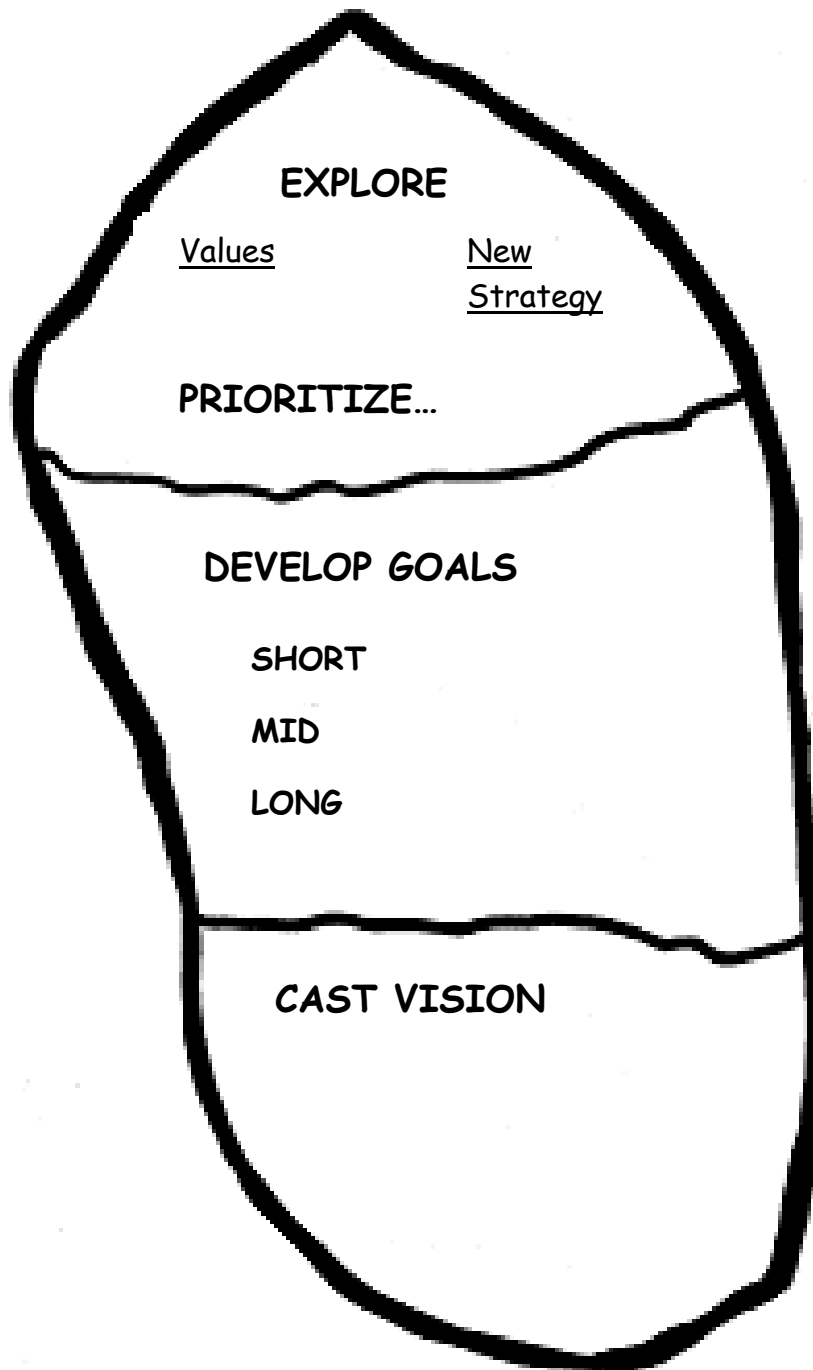 EXPLORE
Values New
Strategy
PRIORITIZE…
DEVELOP GOALS
SHORT
MID
LONG
CAST VISION